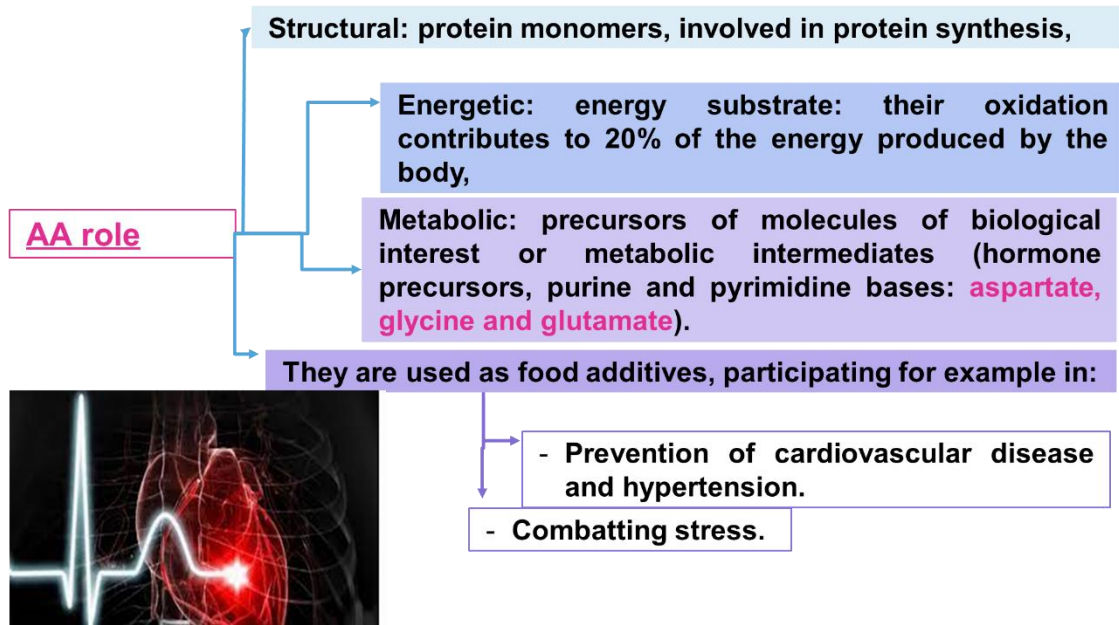 Structural: protein monomers, involved in protein synthesis,
Energetic: energy substrate: their oxidation
contributes to 20% of the energy produced by the
body,
AA role
Metabolic: precursors of molecules of biological
interest or metabolic intermediates (hormone
precursors, purine and pyrimidine bases: aspartate,
glycine and glutamate).
They are used as food additives, participating for example in:
- Prevention of cardiovascular disease
and hypertension.
- Combatting stress.